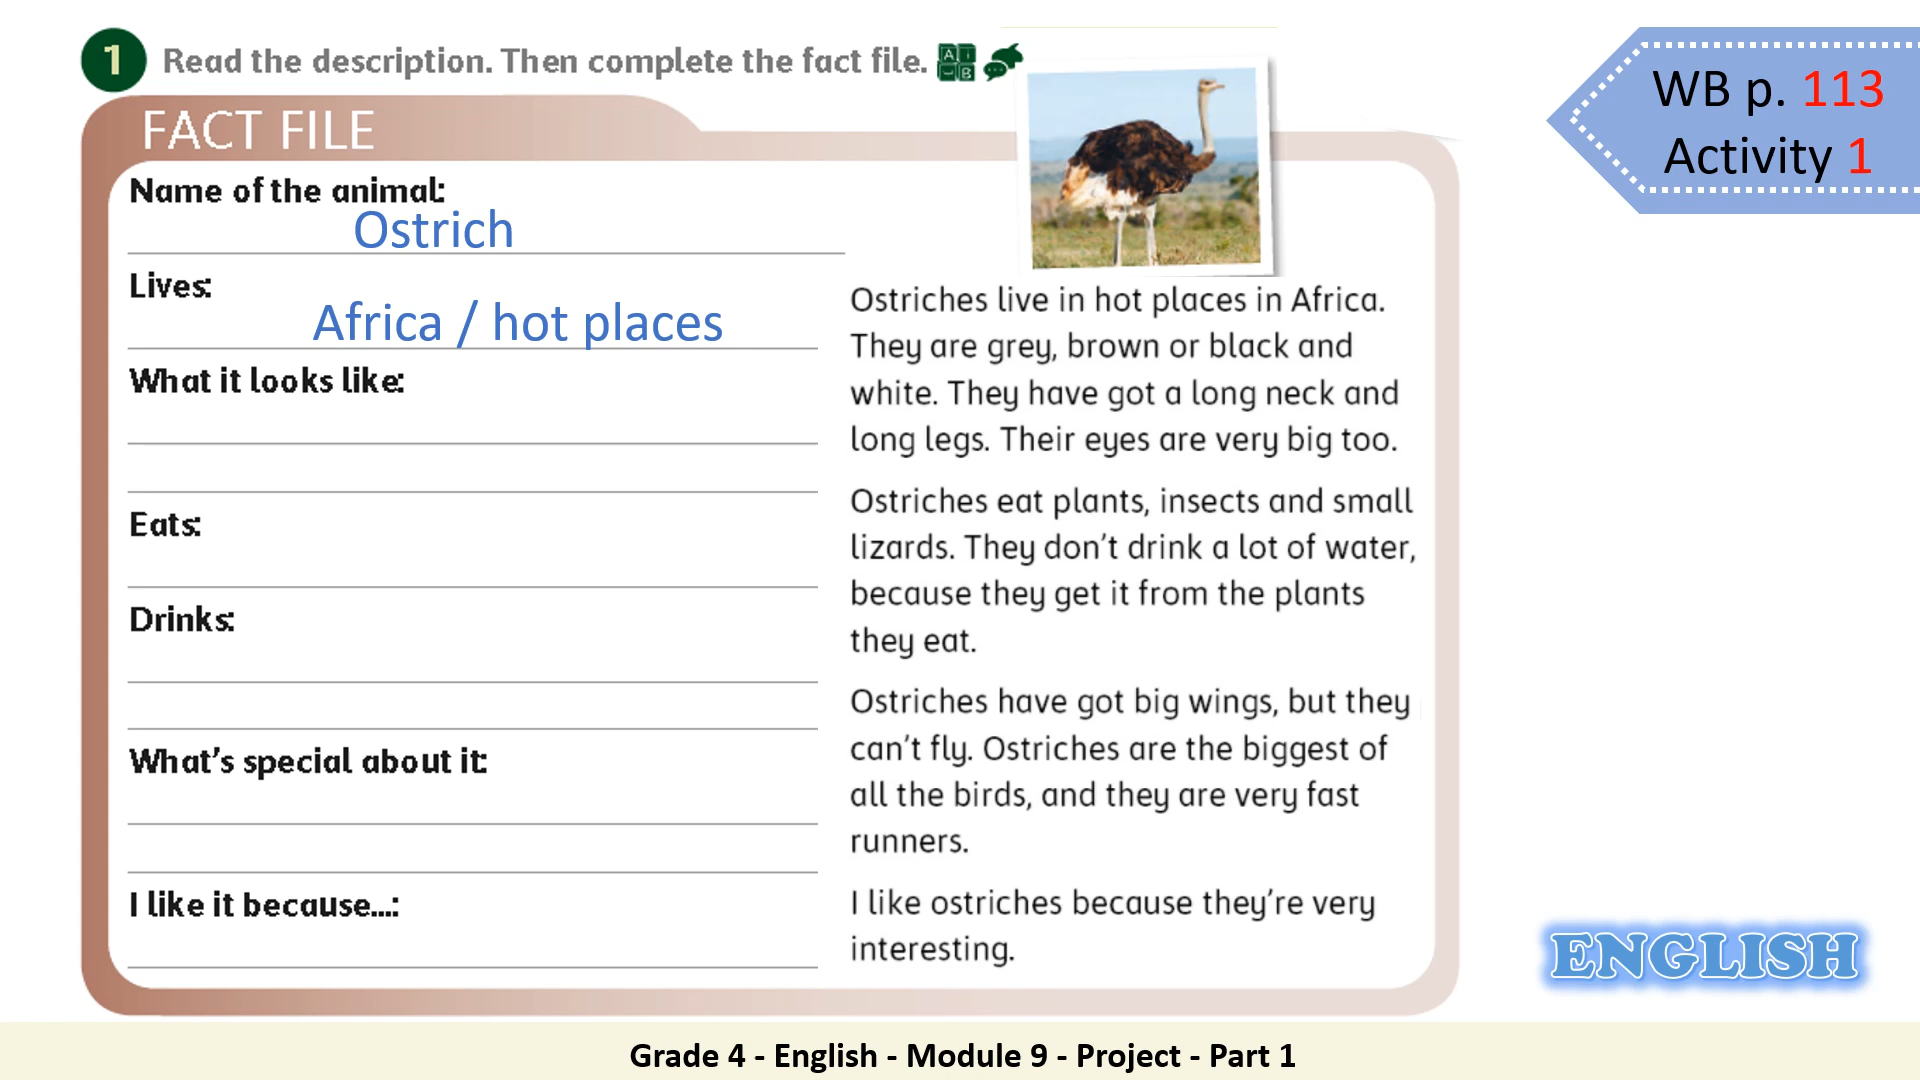 1 Read the description. Then complete the fact file.
WB p. 113
Activity 1
FACT FILE
Name of the animal:
Ostrich
Lives:
Africa / hot places
What it looks like:
Eats:
Drinks:
What's special about it:
I like it because...:
Ostriches live in hot places in Africa.
They are grey, brown or black and
white. They have got a long neck and
long legs. Their eyes are very big too.
Ostriches eat plants, insects and small
lizards. They don't drink a lot of water,
because they get it from the plants
they eat.
Ostriches have got big wings, but they
can't fly. Ostriches are the biggest of
all the birds, and they are very fast
runners.
I like ostriches because they're very
interesting.
ENGLISH
Grade 4 - English - Module 9 - Project - Part 1